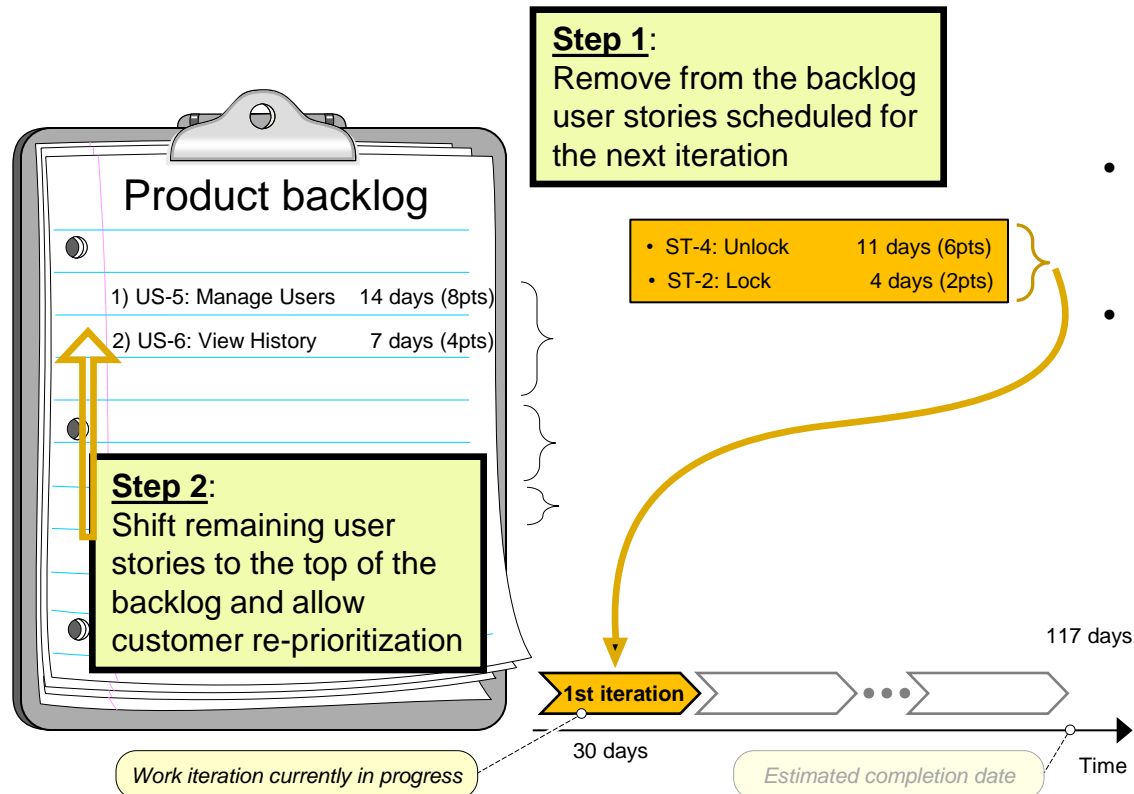 Step 1:
Remove from the backlog
user stories scheduled for
the next iteration
Product backlog
• ST-4: Unlock 11 days (6pts)
• ST-2: Lock 4 days (2pts)
1) US-5: Manage Users 14 days (8pts)
2) US-6: View History 7 days (4pts)
Step 2:
Shift remaining user
stories to the top of the
backlog and allow
customer re-prioritization
117 days
1st iteration
30 days
Time
Work iteration currently in progress
Estimated completion date